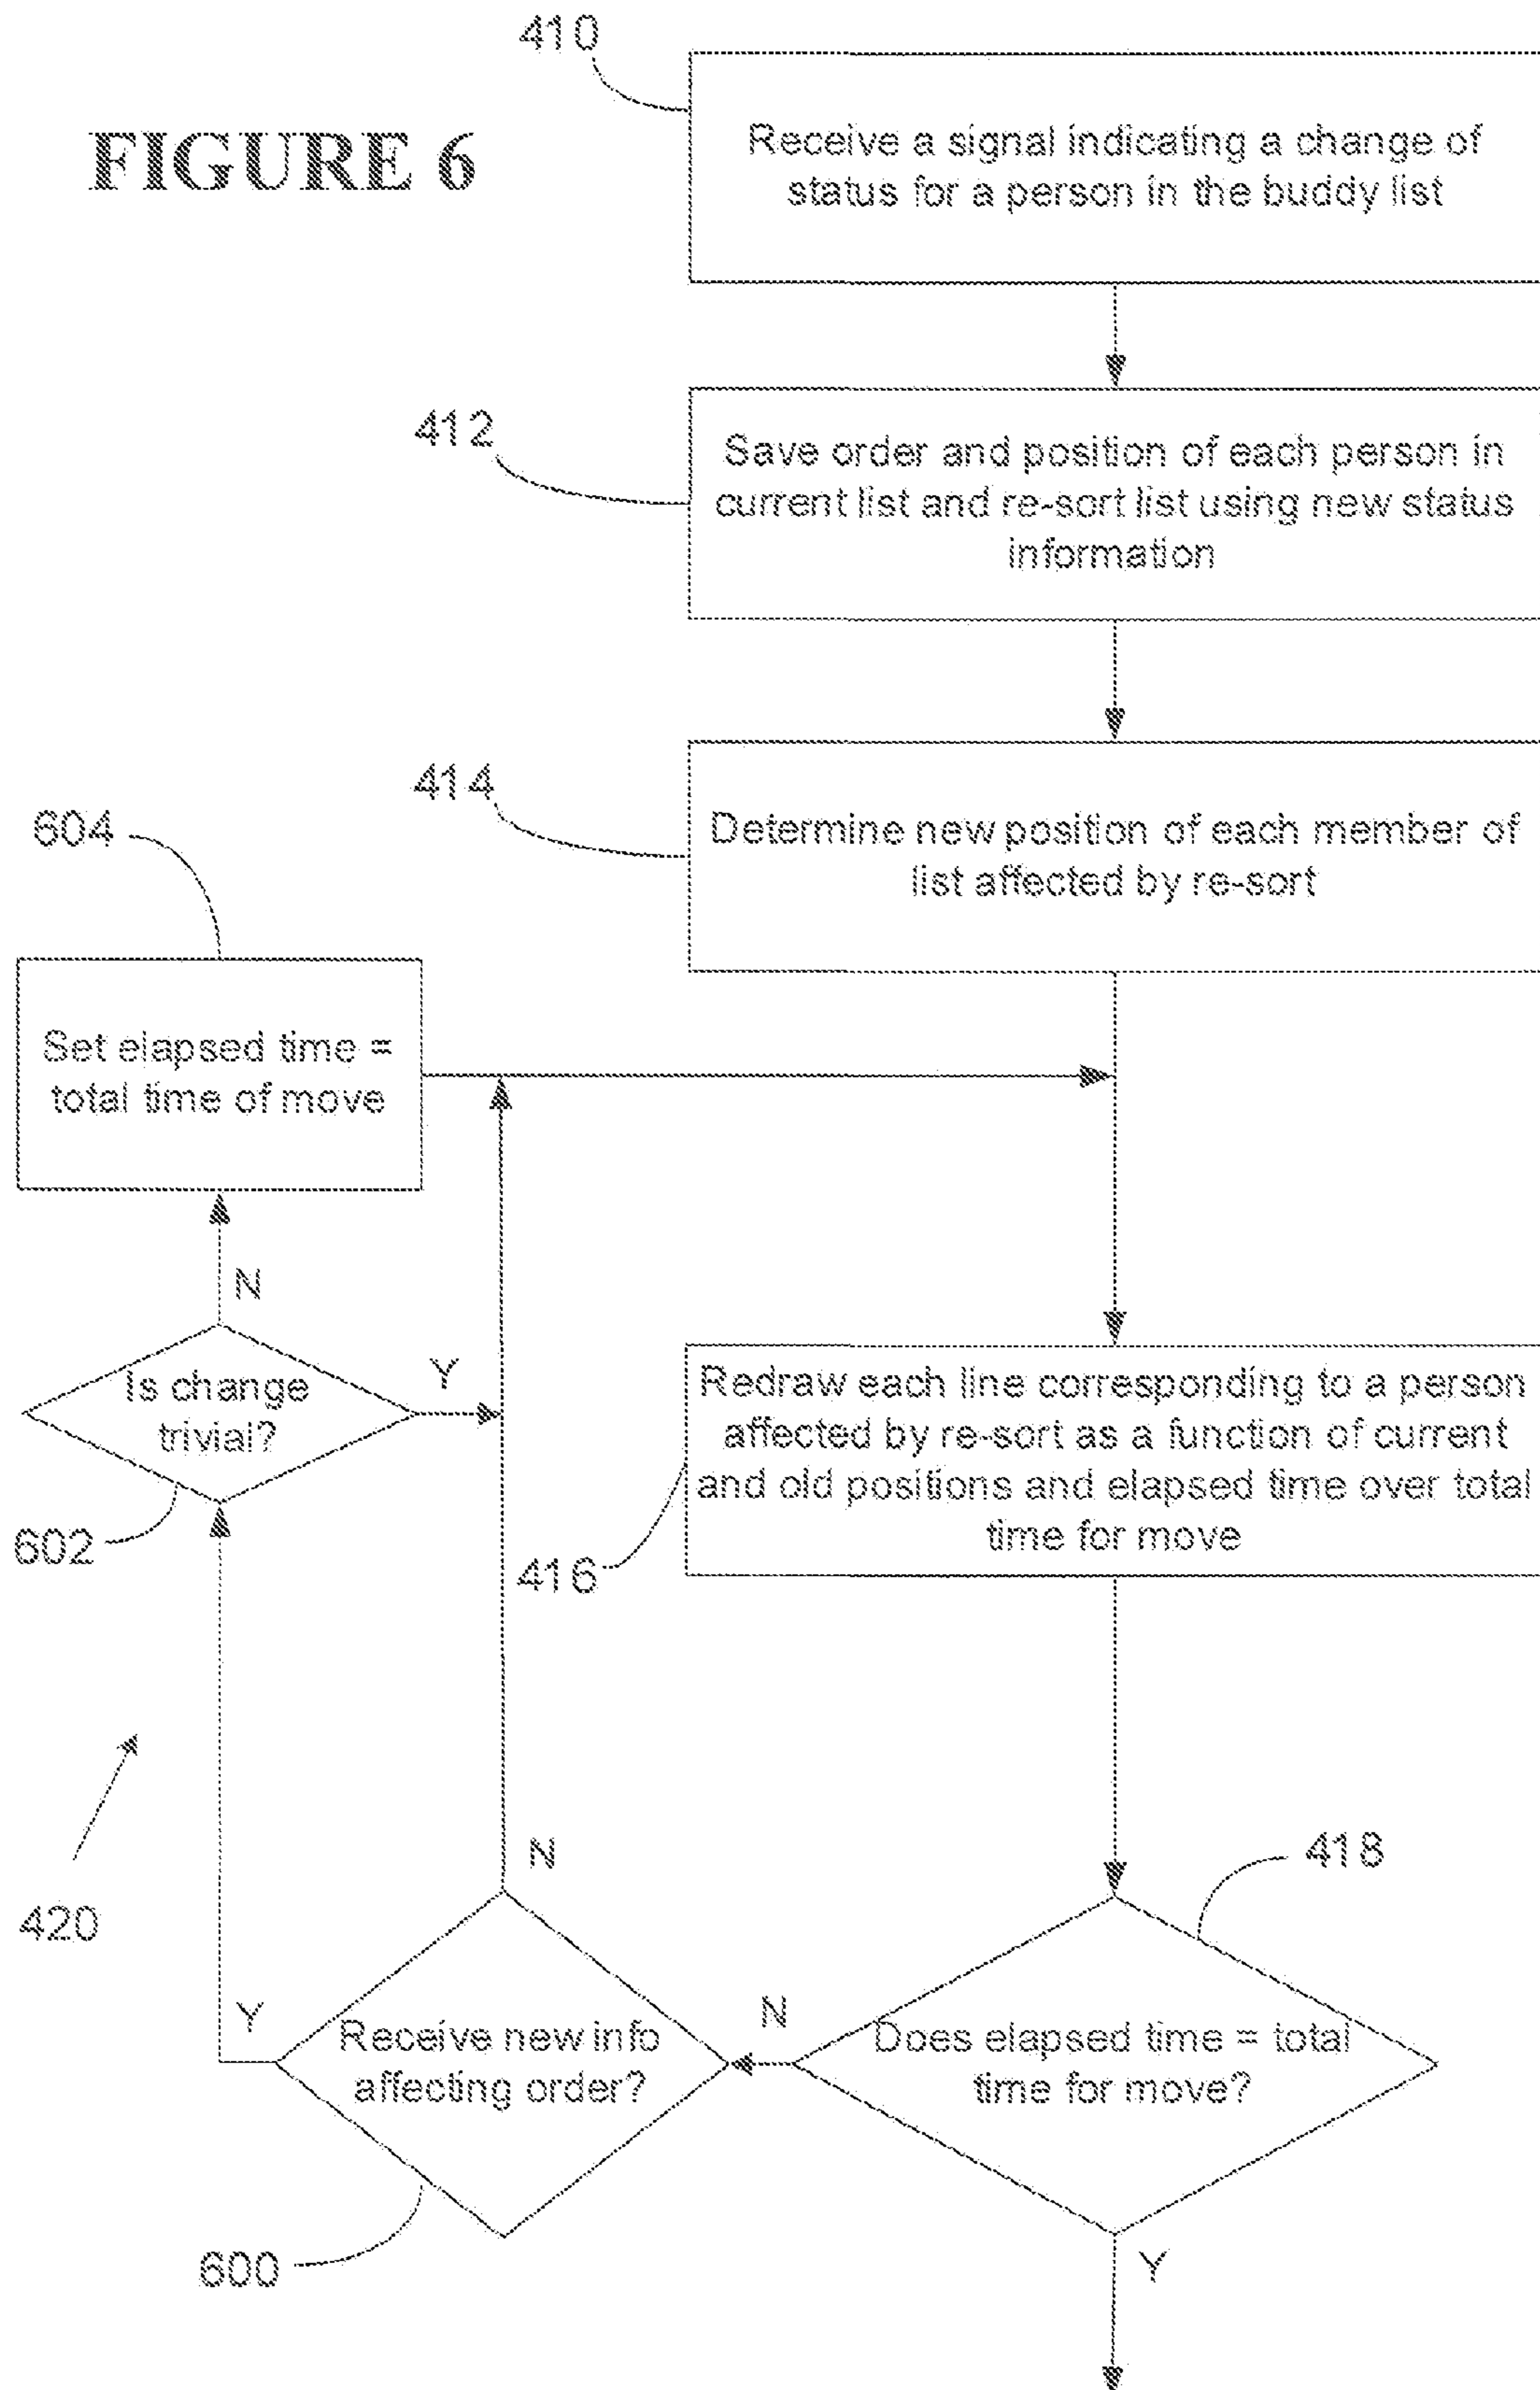 410
FIGURE 6
Receive a signal indicating a change of
status for a person in the buddy list
412
Save order and position of each person in
current list and re-sort list using new status
information
414
Determine new position of each member of
list affected by re-sort
604
Set elapsed time =
total time of move
N
Is change
trivial?
Y
602
Redraw each line corresponding to a person
affected by re-sort as a function of current
and old positions and elapsed time over total
time for move
416
420
N
418
Y
Receive new info
affecting order?
N
Does elapsed time = total
time for move?
600
Y